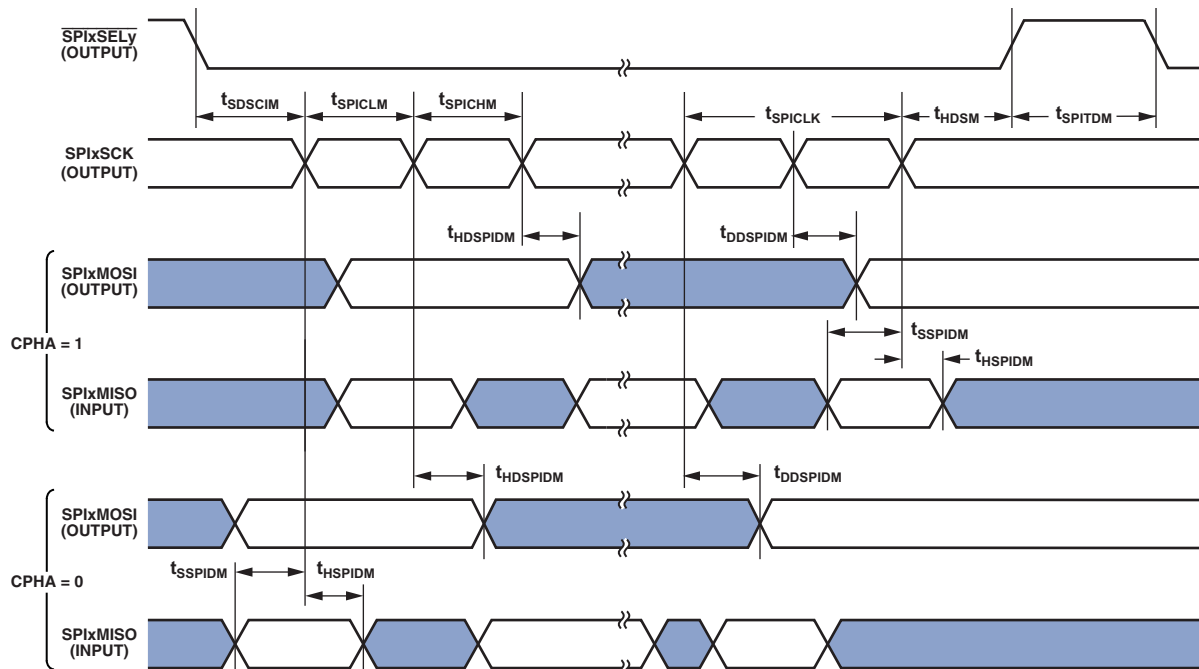 SPIxSELy
(OUTPUT)
tSDSCIM tSPICLM tSPICHM tSPICLK tHDSM tSPITDM
SPIxSCK
(OUTPUT)
tHDSPIDM tDDSPIDM
SPIxMOSI
(OUTPUT)
tSSPIDM
CPHA = 1
tHSPIDM
SPIxMISO
(INPUT)
tHDSPIDM tDDSPIDM
SPIxMOSI
(OUTPUT)
tSSPIDM tHSPIDM
CPHA = 0
SPIxMISO
(INPUT)